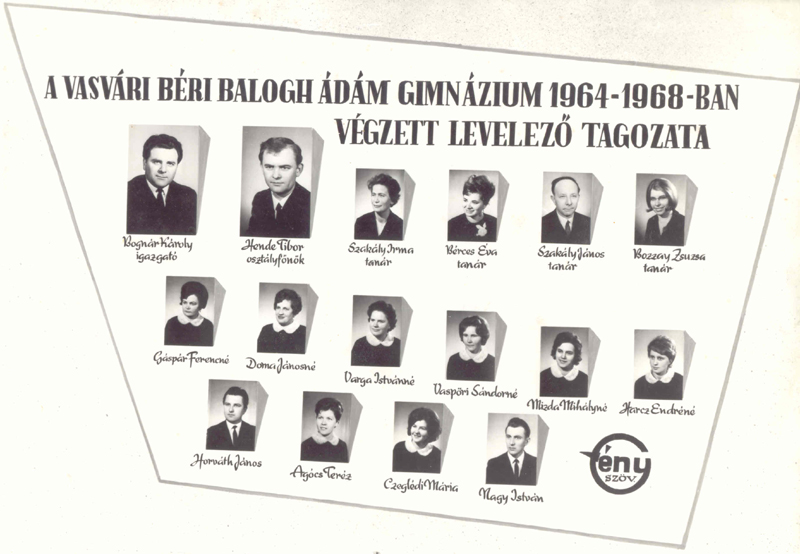 A VASVÁRI BÉRI BALOGH ÁDÁM GIMNÁZIUM 1964-1968-BAN
VÉGZETT LEVELEZŐ TAGOZATA
Bognár Károly
igazgató
Hende Tibor
osztályfőnök
Szakály Irma
tanár
Bérces Éva
tanár
Szakály János
tanár
Bozzay Zsuzsa
tanár
Gáspár Ferencné
Doma Jánosné
Varga Istvánné
Vaspöri Sándorné
Mizda Mihályné
Harcz Endréné
Horváth János
Agócs Teréz
Czeglédi Mária
Nagy István
Fény
szöv